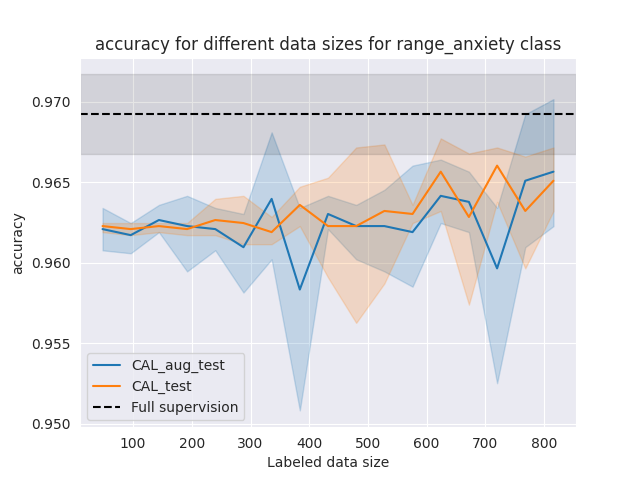 accuracy for different data sizes for range_anxiety class
0.970
0.965
0.960
0.955
0.950
accuracy
CAL_aug_test
CAL_test
Full supervision
100 200 300 400 500 600 700 800
Labeled data size